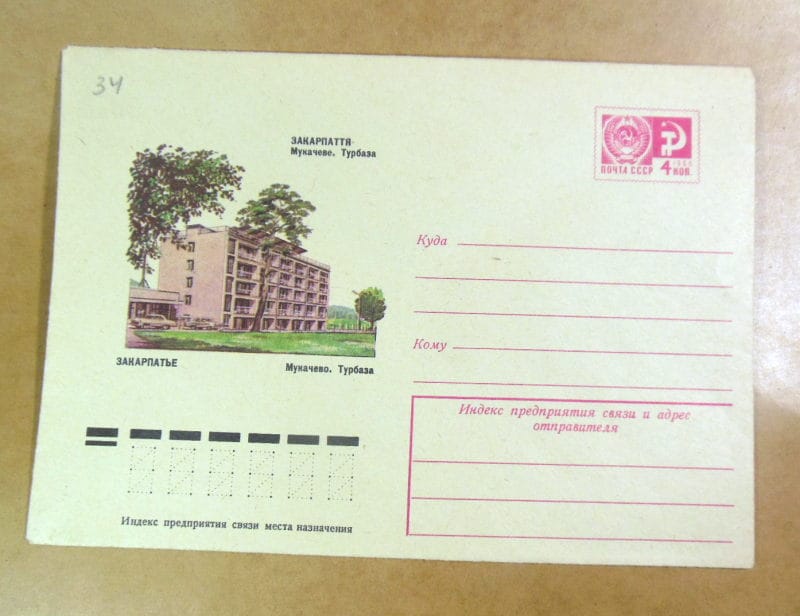 34
ЗАКАРПАТТЯ
Мукачеве. Турбаза
ПОЧТА СССР
1966
4 КОП.
ЗАКАРПАТЬЕ
Мукачево. Турбаза
Куда
Кому
Индекс предприятия связи и адрес
отправителя
Индекс предприятия связи места назначения